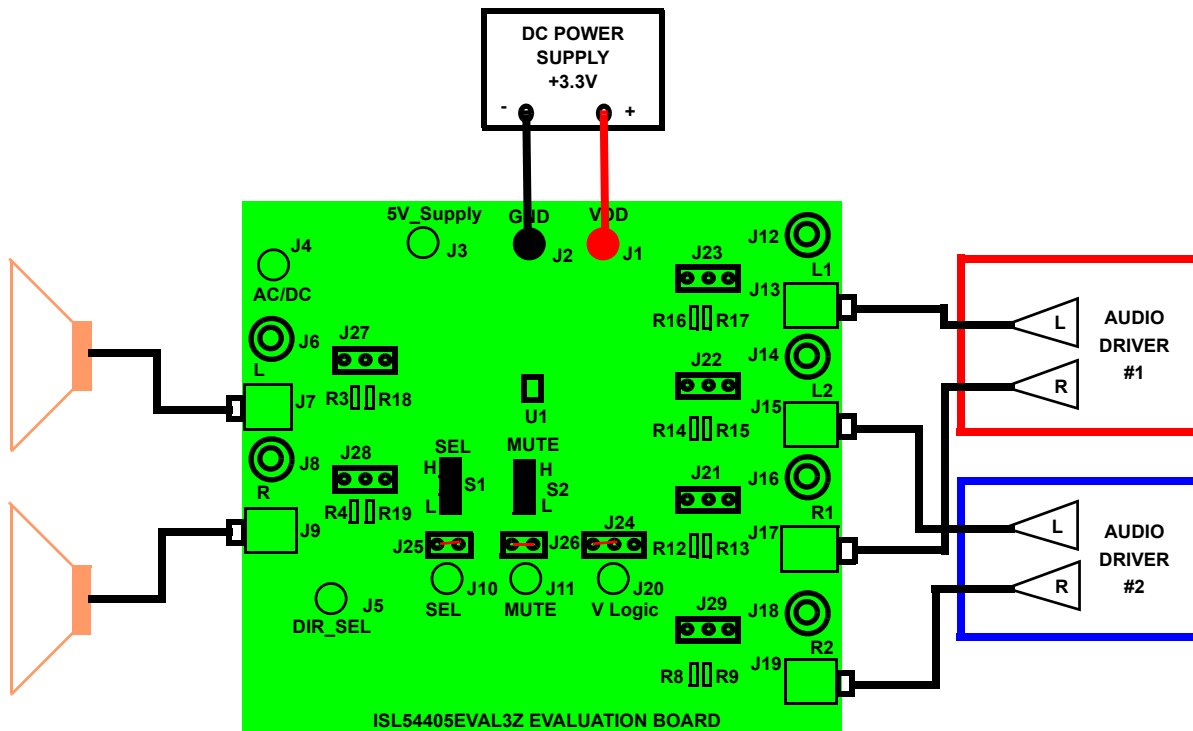 DC POWER
SUPPLY
+3.3V
- +
5V_Supply GND VDD
J4 J3 J2 J1 J12
AC/DC
J23
L1
J13
R16 R17
L
AUDIO
DRIVER
#1
R
J6 J27
L
J14
J22
L2
J7 R3 R18
U1
J15
R14 R15
J8 J28
R
SEL MUTE
H H
S1 S2
L L
J21 J16
R1
J9 R4 R19
J25 J26 J24
R12 R13 J17
L
AUDIO
DRIVER
#2
R
J5
DIR_SEL
J10 J11 J20
SEL MUTE V Logic
J29 J18
R2
R8 R9 J19
ISL54405EVAL3Z EVALUATION BOARD